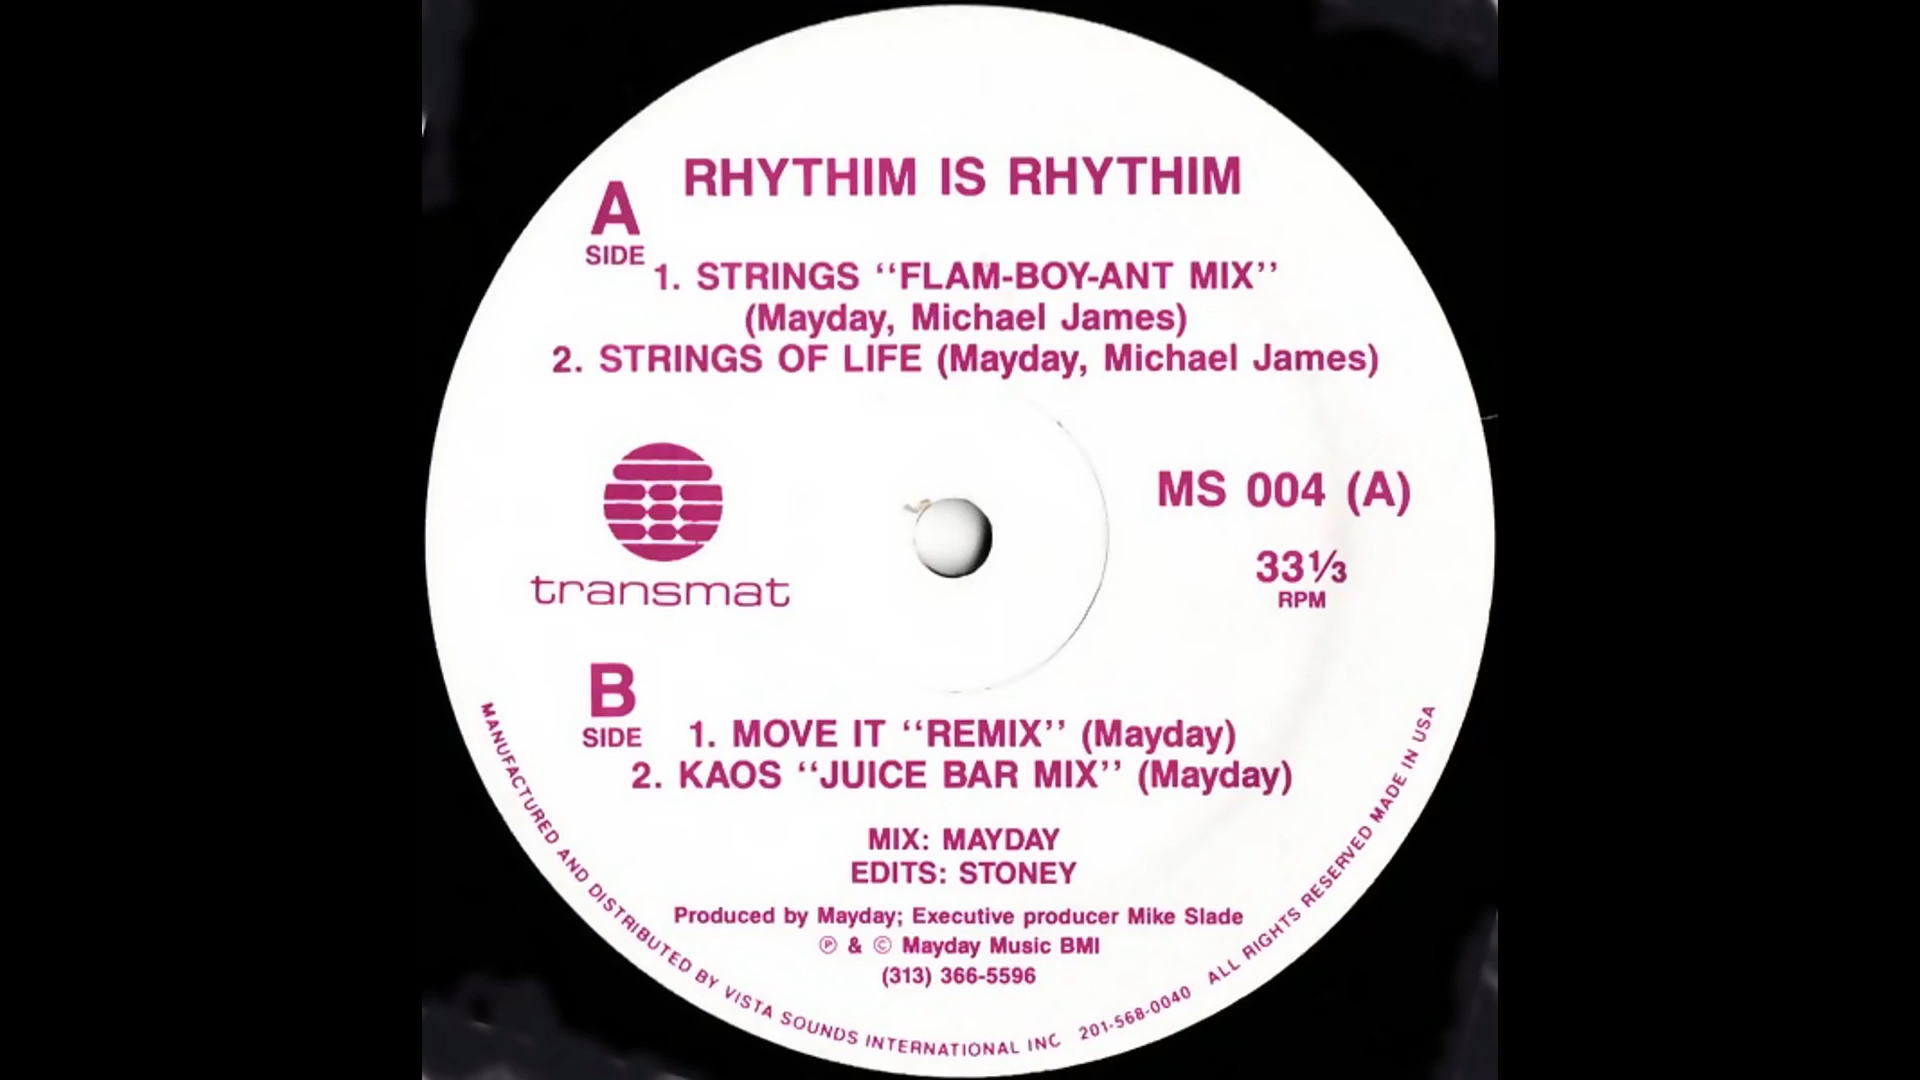 RHYTHIM IS RHYTHIM
A
SIDE
1. STRINGS ‘‘FLAM-BOY-ANT MIX’’
(Mayday, Michael James)
2. STRINGS OF LIFE (Mayday, Michael James)
transmat
MS 004 (A)
33⅓
RPM
B
SIDE
1. MOVE IT ‘‘REMIX’’ (Mayday)
2. KAOS ‘‘JUICE BAR MIX’’ (Mayday)
MIX: MAYDAY
EDITS: STONEY
Produced by Mayday; Executive producer Mike Slade
℗ & © Mayday Music BMI
(313) 366-5596
MANUFACTURED AND DISTRIBUTED BY VISTA SOUNDS INTERNATIONAL INC 201-568-0040 ALL RIGHTS RESERVED MADE IN USA